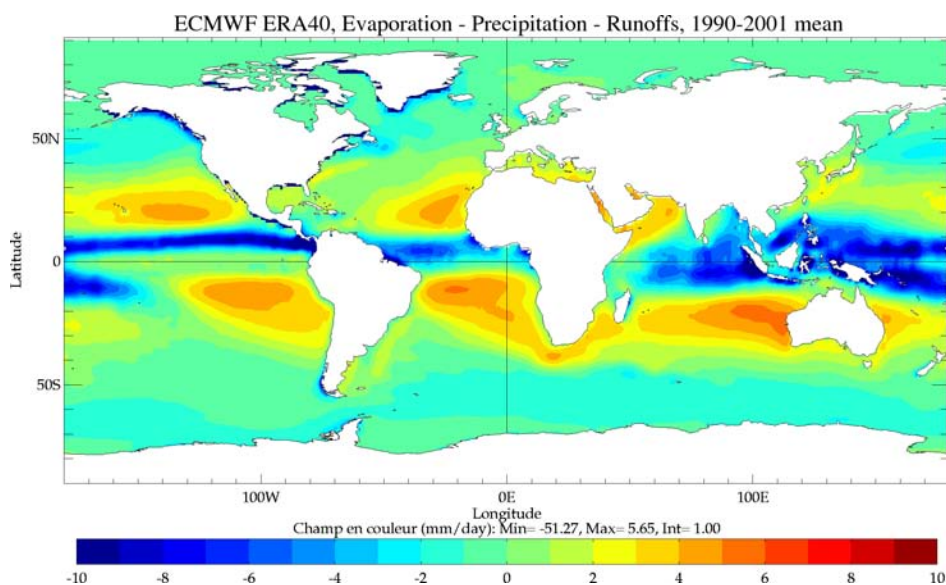 ECMWF ERA40, Evaporation - Precipitation - Runoffs, 1990-2001 mean
Latitude
50N
0
50S
100W 0E 100E
Longitude
Champ en couleur (mm/day): Min= -51.27, Max= 5.65, Int= 1.00
-10 -8 -6 -4 -2 0 2 4 6 8 10